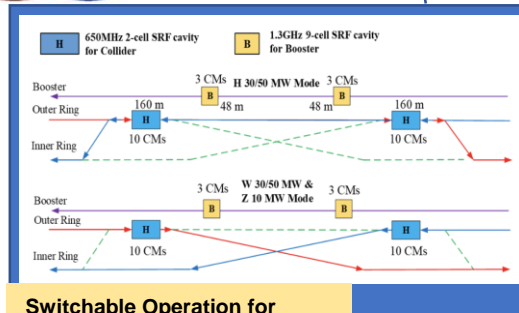 H 650MHz 2-cell SRF cavity for Collider
B 1.3GHz 9-cell SRF cavity for Booster
3 CMs H 30/50 MW Mode 3 CMs
Booster
B B
160 m 48 m 48 m 160 m
Outer Ring
H H
10 CMs 10 CMs
Inner Ring
W 30/50 MW &
3 CMs Z 10 MW Mode 3 CMs
Booster
B B
Outer Ring
H H
10 CMs 10 CMs
Inner Ring
Switchable Operation for